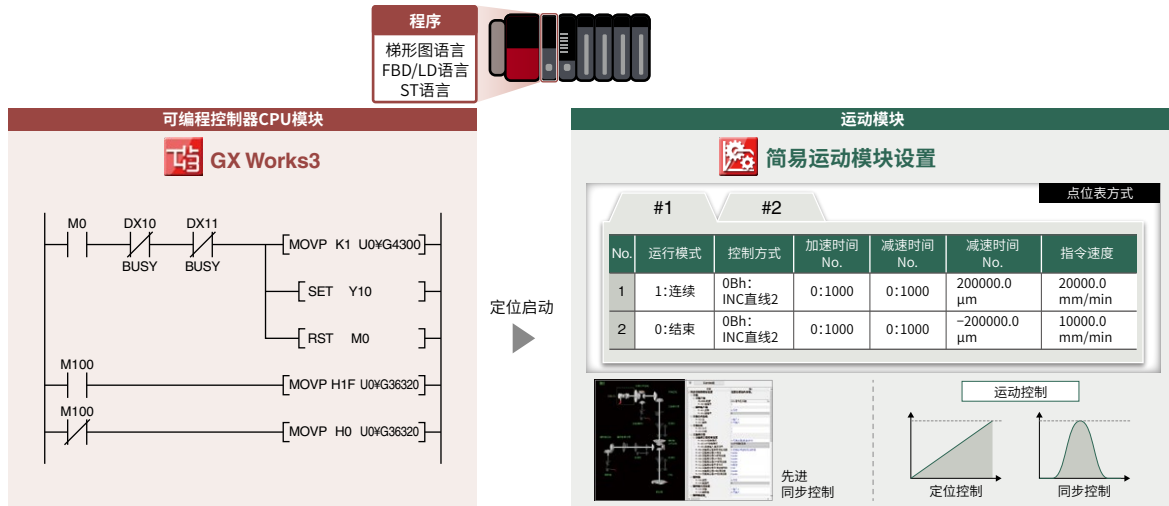 程序
梯形图语言
FBD/LD语言
ST语言
可编程控制器CPU模块
GX Works3
M0
DX10
DX11
BUSY
BUSY
MOVP K1 U0¥G4300
SET Y10
RST M0
M100
MOVP H1F U0¥G36320
M100
MOVP H0 U0¥G36320
定位启动
运动模块
简易运动模块设置
点位表方式
#1
#2
No. 运行模式 控制方式 加速时间No. 减速时间No. 减速时间No. 指令速度
1 1:连续 0Bh: INC直线2 0:1000 0:1000 200000.0 µm 20000.0 mm/min
2 0:结束 0Bh: INC直线2 0:1000 0:1000 −200000.0 µm 10000.0 mm/min
先进
同步控制
运动控制
定位控制
同步控制